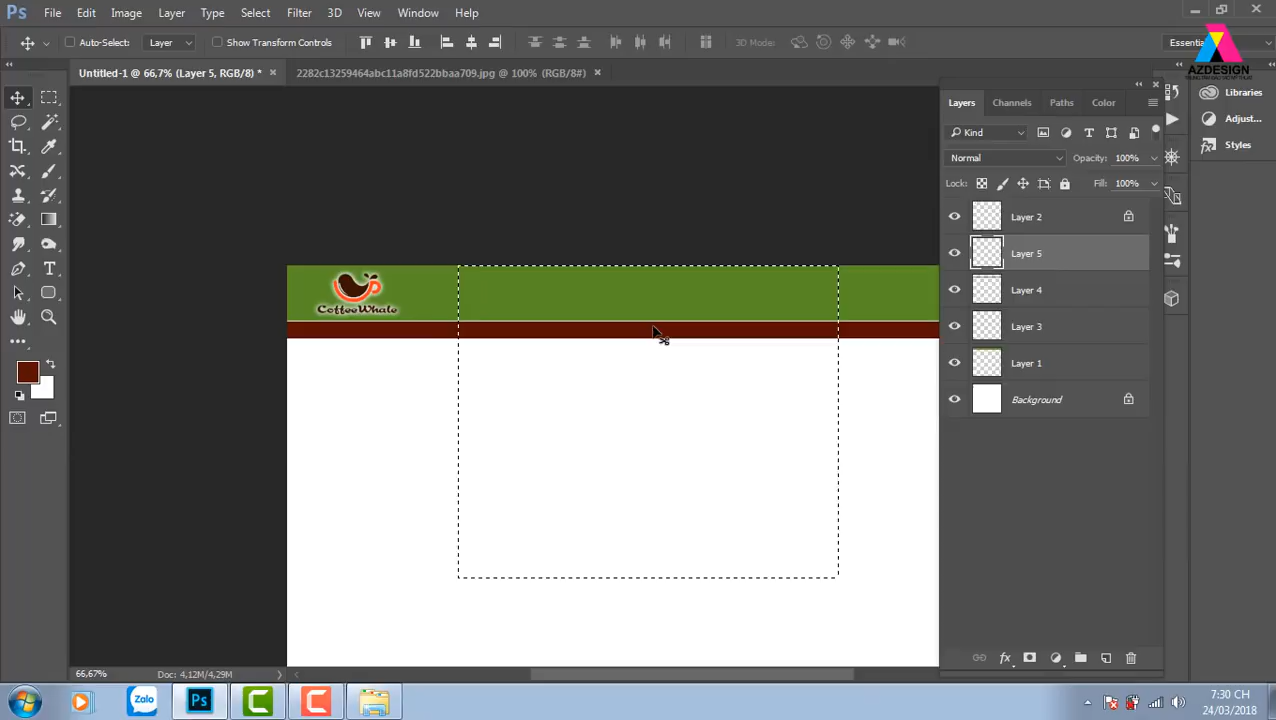 Ps File Edit Image Layer Type Select Filter 3D View Window Help
Auto-Select: Layer Show Transform Controls 3D Mode: Essentia
AZDESIGN
Untitled-1 @ 66,7% (Layer 5, RGB/8) * × 2282c13259464abc11a8fd522bbaa709.jpg @ 100% (RGB/8#) ×
Layers Channels Paths Color
Libraries
Adjust...
Styles
Kind
Normal Opacity: 100%
Lock: Fill: 100%
Layer 2
Layer 5
Layer 4
Layer 3
Layer 1
Background
CoffeeWhale
66,67% Doc: 4,12M/4,29M
Zalo
Ps
7:30 CH
24/03/2018